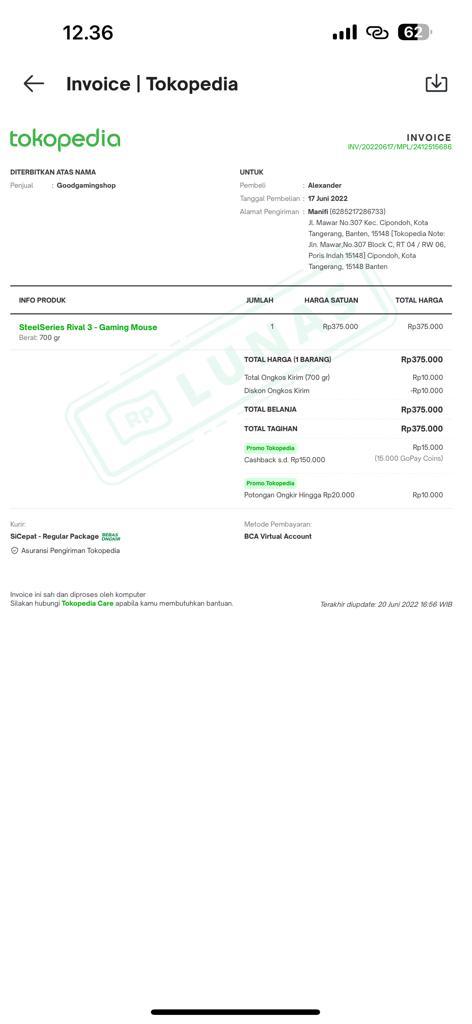 12.36
62
Invoice | Tokopedia
tokopedia
INVOICE
INV/20220617/MPL/2412515686
DITERBITKAN ATAS NAMA
Penjual : Goodgamingshop
UNTUK
Pembeli : Alexander
Tanggal Pembelian : 17 Juni 2022
Alamat Pengiriman : Manifi (6285217286733)
Jl. Mawar No.307 Kec. Cipondoh, Kota
Tangerang, Banten, 15148 [Tokopedia Note:
Jln. Mawar,No.307 Block C, RT 04 / RW 06,
Poris Indah 15148] Cipondoh, Kota
Tangerang, 15148 Banten
INFO PRODUK JUMLAH HARGA SATUAN TOTAL HARGA
SteelSeries Rival 3 - Gaming Mouse 1 Rp375.000 Rp375.000
Berat: 700 gr
Rp LUNAS
TOTAL HARGA (1 BARANG) Rp375.000
Total Ongkos Kirim (700 gr) Rp10.000
Diskon Ongkos Kirim -Rp10.000
TOTAL BELANJA Rp375.000
TOTAL TAGIHAN Rp375.000
Promo Tokopedia Rp15.000
Cashback s.d. Rp150.000 (15.000 GoPay Coins)
Promo Tokopedia
Potongan Ongkir Hingga Rp20.000 Rp10.000
Kurir:
SiCepat - Regular Package BEBAS ONGKIR
Asuransi Pengiriman Tokopedia
Metode Pembayaran:
BCA Virtual Account
Invoice ini sah dan diproses oleh komputer
Silakan hubungi Tokopedia Care apabila kamu membutuhkan bantuan.
Terakhir diupdate: 20 Juni 2022 16:56 WIB